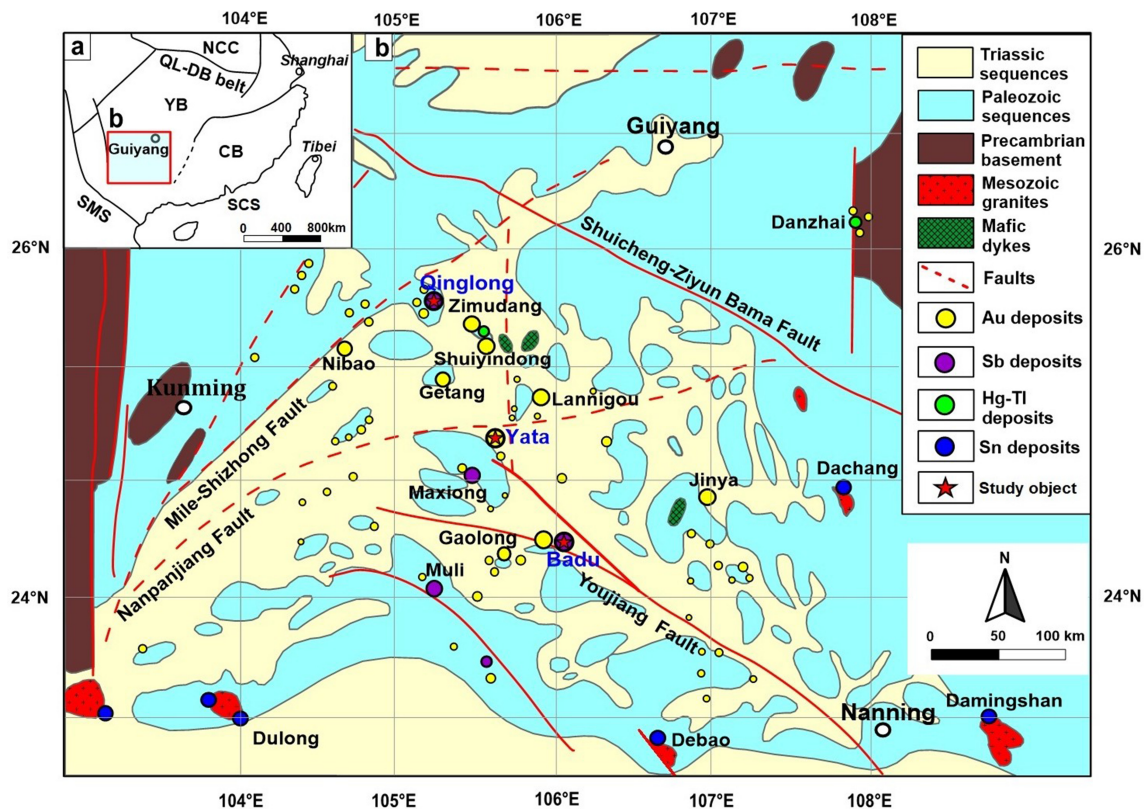 104°E
105°E
106°E
107°E
108°E
a
NCC
QL-DB belt
Shanghai
YB
b
Guiyang
CB
Tibei
SMS
SCS
0 400 800km
b
Guiyang
Danzhai
Shuicheng-Ziyun Bama Fault
26°N
26°N
Qinglong
Zimudang
Shuiyindong
Nibao
Getang
Lannigou
Kunming
Yata
Mile-Shizhong Fault
Maxiong
Jinya
Dachang
Nanpanjiang Fault
Gaolong
Badu
Muli
Youjiang Fault
24°N
24°N
Nanning
Damingshan
Dulong
Debao
Triassic
sequences
Paleozoic
sequences
Precambrian
basement
Mesozoic
granites
Mafic
dykes
Faults
Au deposits
Sb deposits
Hg-Tl
deposits
Sn deposits
Study object
N
0 50 100 km
104°E
105°E
106°E
107°E
108°E